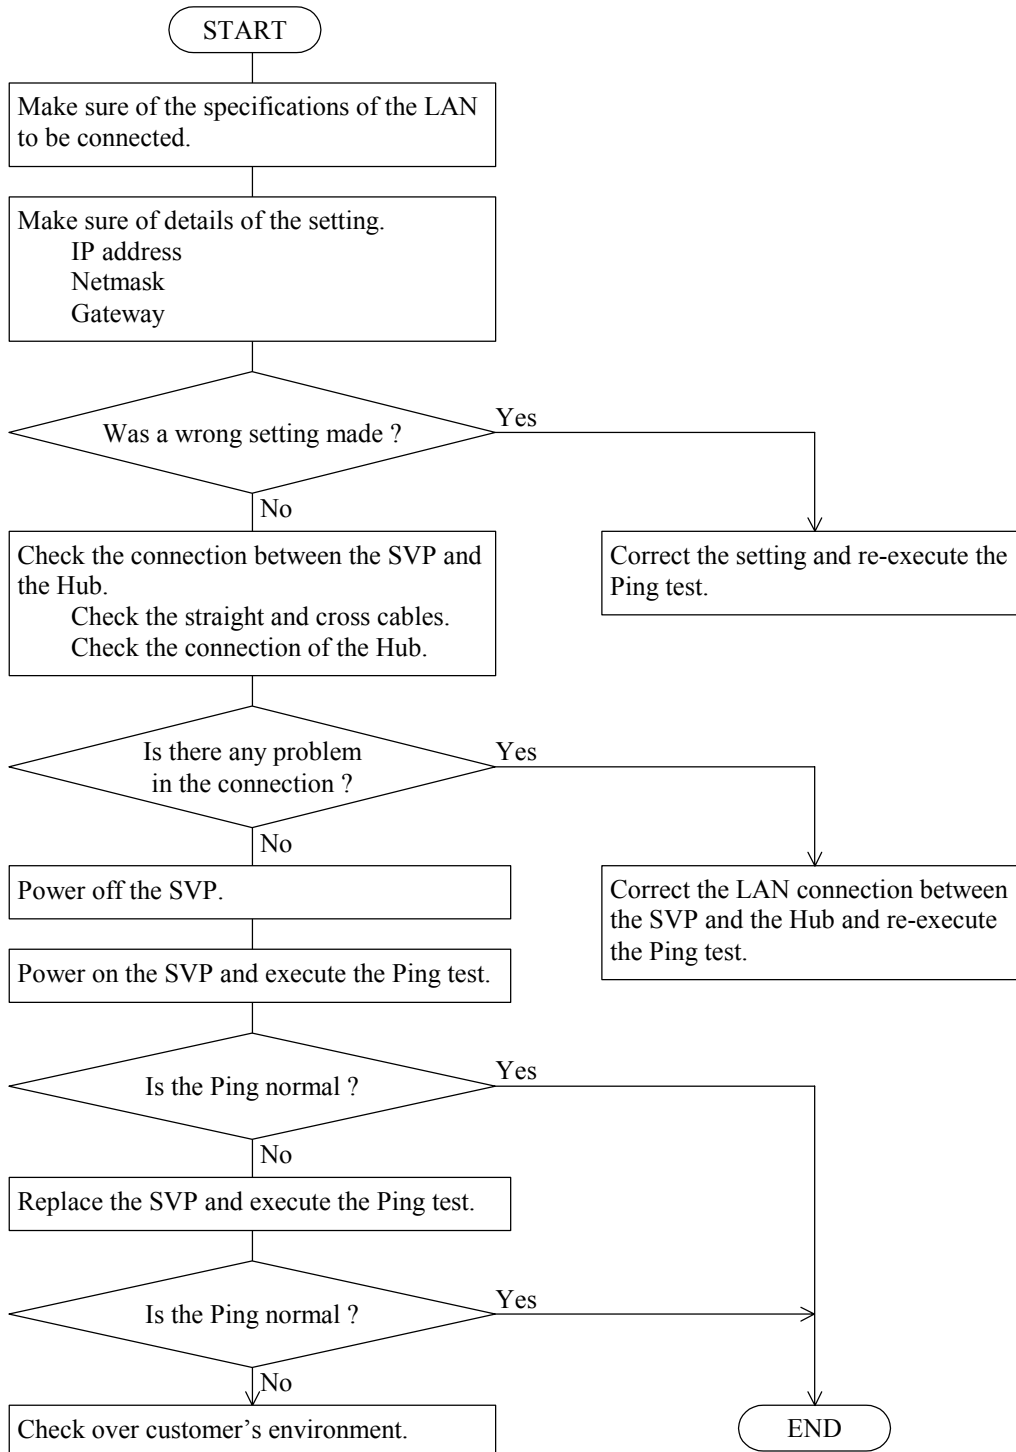 START
Make sure of the specifications of the LAN
to be connected.
Make sure of details of the setting.
IP address
Netmask
Gateway
Was a wrong setting made ?
Yes
No
Check the connection between the SVP and
the Hub.
Check the straight and cross cables.
Check the connection of the Hub.
Correct the setting and re-execute the
Ping test.
Is there any problem
in the connection ?
Yes
No
Power off the SVP.
Correct the LAN connection between
the SVP and the Hub and re-execute
the Ping test.
Power on the SVP and execute the Ping test.
Is the Ping normal ?
Yes
No
Replace the SVP and execute the Ping test.
Is the Ping normal ?
Yes
No
Check over customer’s environment.
END